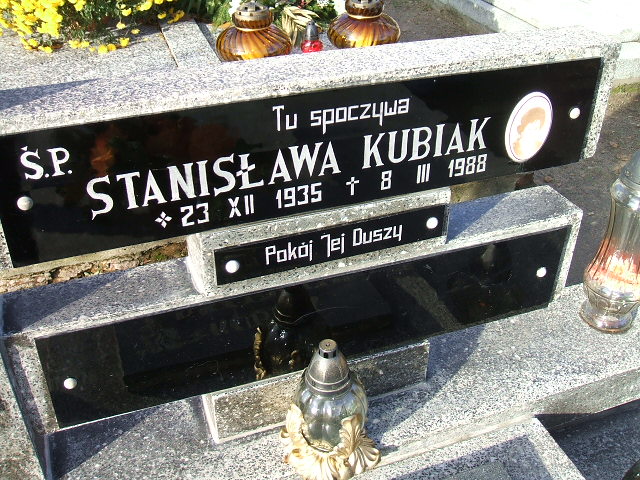 Tu spoczywa
Ś.P. STANISŁAWA KUBIAK
✥ 23 XII 1935 ✝ 8 III 1988
Pokój Jej Duszy